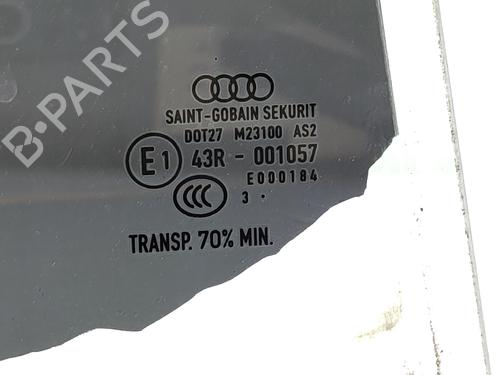 B-PARTS
SAINT-GOBAIN SEKURIT
DOT27 M23100 AS2
E1 43R - 001057
E000184
CCC 3 •
TRANSP. 70% MIN.